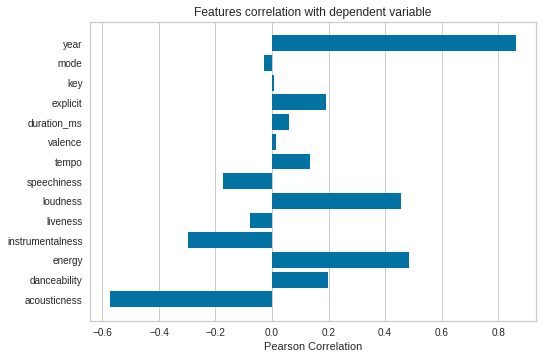 Features correlation with dependent variable
year
mode
key
explicit
duration_ms
valence
tempo
speechiness
loudness
liveness
instrumentalness
energy
danceability
acousticness
−0.6 −0.4 −0.2 0.0 0.2 0.4 0.6 0.8
Pearson Correlation